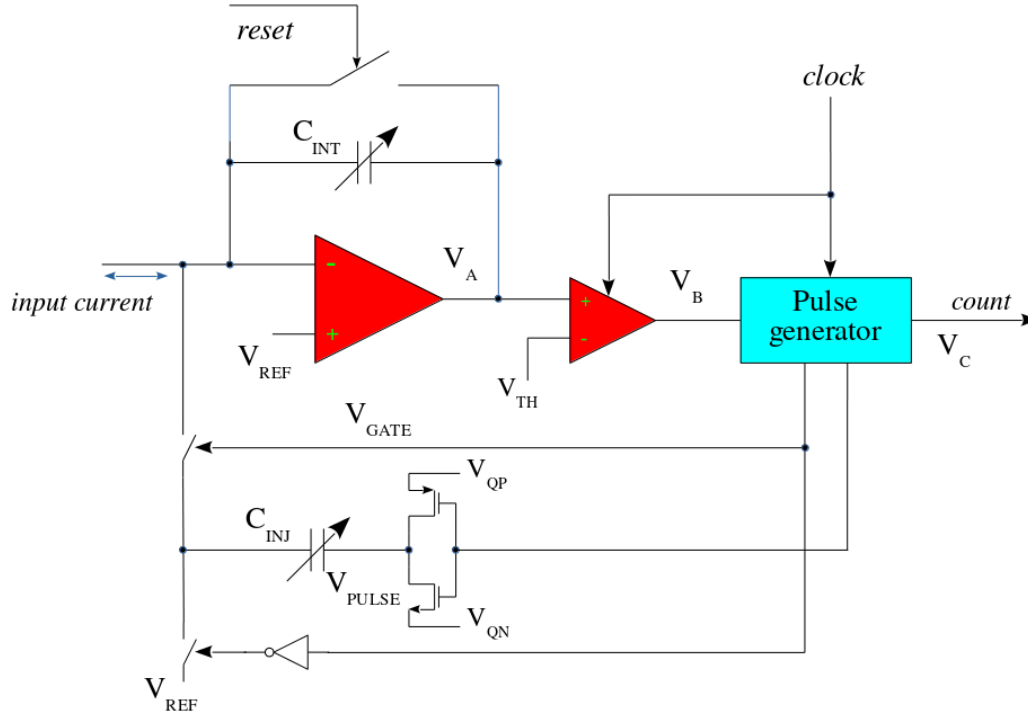 reset
clock
C INT
-
V A
+
V B
Pulse generator
count
input current
+
V REF
-
V TH
V C
V GATE
V QP
C INJ
V PULSE
V QN
V REF